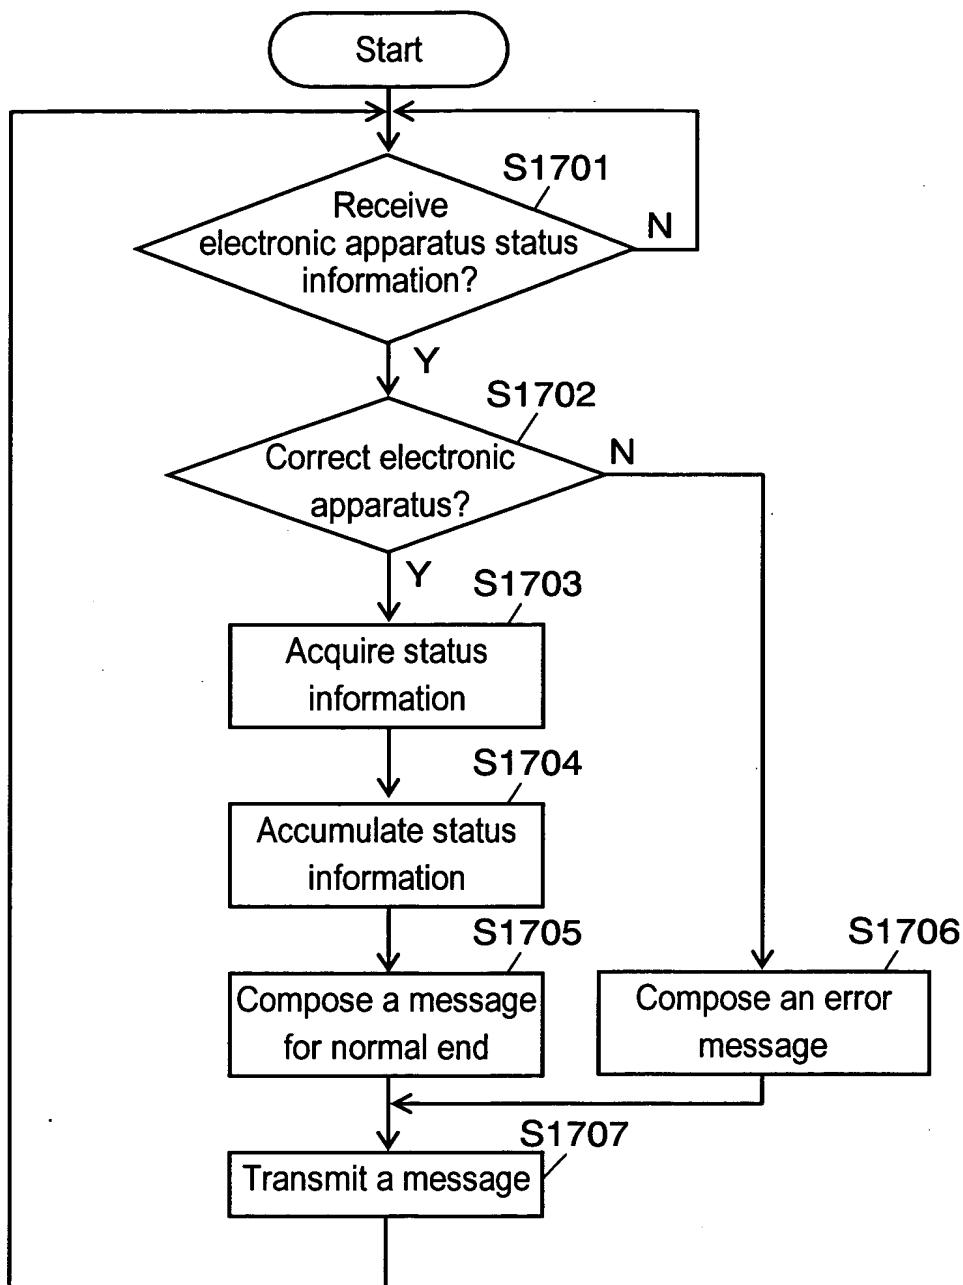 Start
S1701
Receive
electronic apparatus status
information?
N
Y
S1702
Correct electronic
apparatus?
N
Y
S1703
Acquire status
information
S1704
Accumulate status
information
S1705
Compose a message
for normal end
S1706
Compose an error
message
S1707
Transmit a message